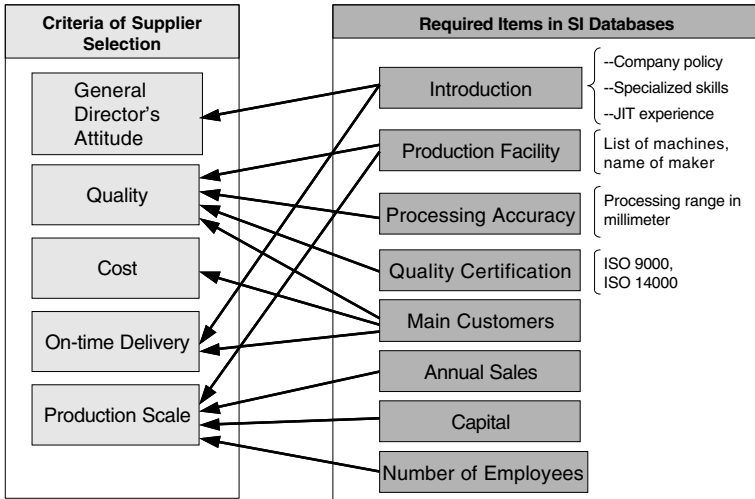 Criteria of Supplier
Selection
General
Director's
Attitude
Quality
Cost
On-time Delivery
Production Scale
Required Items in SI Databases
Introduction
--Company policy
--Specialized skills
--JIT experience
Production Facility
List of machines,
name of maker
Processing Accuracy
Processing range in
millimeter
Quality Certification
ISO 9000,
ISO 14000
Main Customers
Annual Sales
Capital
Number of Employees